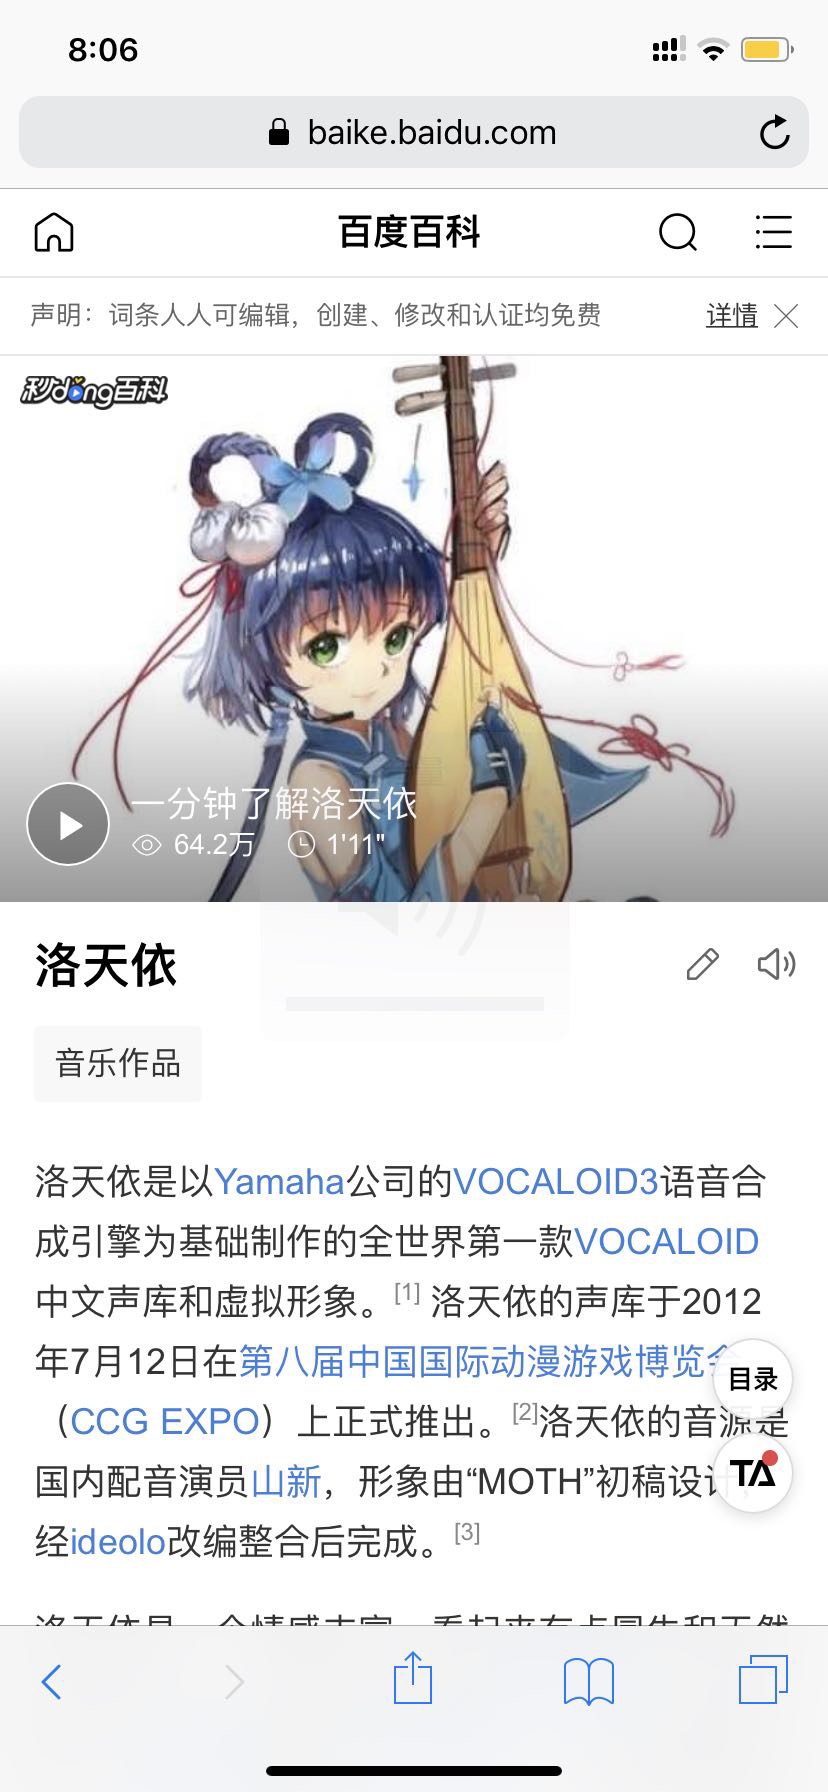 8:06
baike.baidu.com
百度百科
声明：词条人人可编辑，创建、修改和认证均免费 详情
秒dong百科
一分钟了解洛天依
64.2万 1'11"
洛天依
音乐作品
洛天依是以Yamaha公司的VOCALOID3语音合
成引擎为基础制作的全世界第一款VOCALOID
中文声库和虚拟形象。[1] 洛天依的声库于2012
年7月12日在第八届中国国际动漫游戏博览会
目录
（CCG EXPO）上正式推出。[2]洛天依的音源是
国内配音演员山新，形象由“MOTH”初稿设计，
TA
经ideolo改编整合后完成。[3]